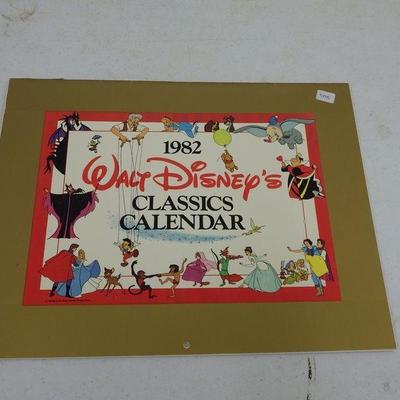 1982
WALT DISNEY'S
CLASSICS
CALENDAR